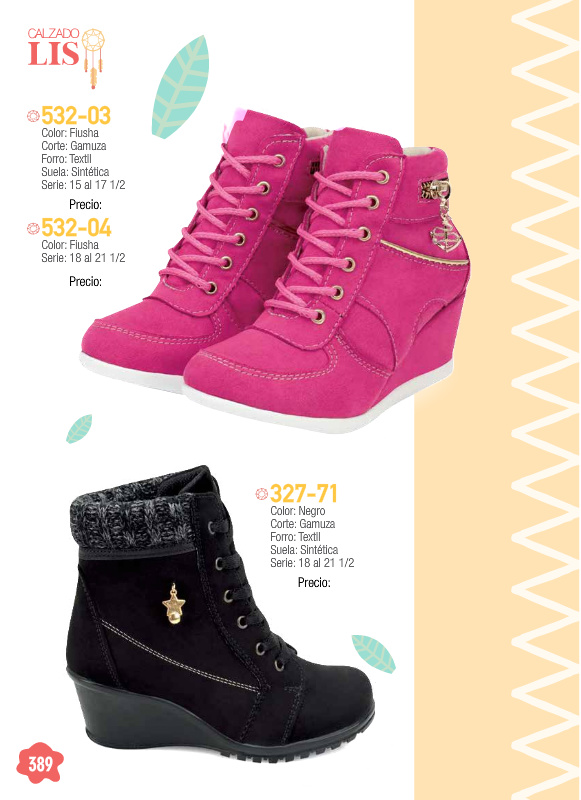 CALZADO
LIS
532-03
Color: Fiusha
Corte: Gamuza
Forro: Textil
Suela: Sintética
Serie: 15 al 17 1/2
Precio:
532-04
Color: Fiusha
Serie: 18 al 21 1/2
Precio:
327-71
Color: Negro
Corte: Gamuza
Forro: Textil
Suela: Sintética
Serie: 18 al 21 1/2
Precio:
389